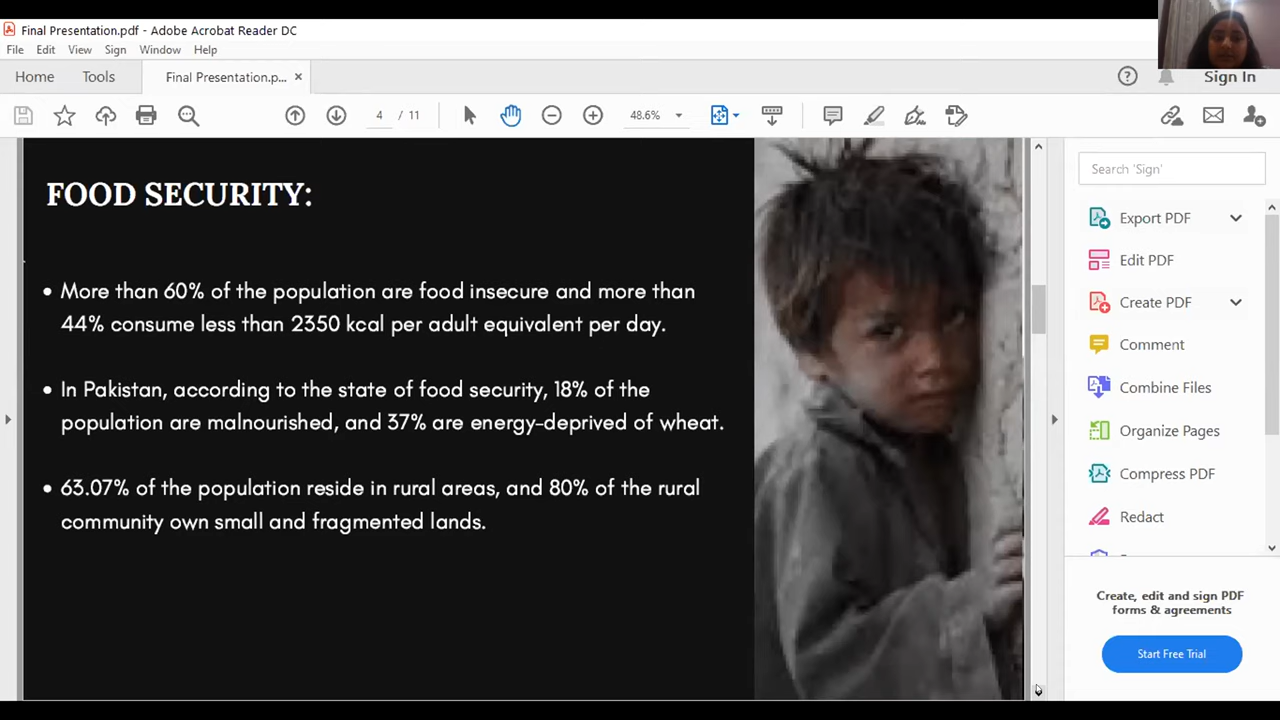 Final Presentation.pdf - Adobe Acrobat Reader DC
File Edit View Sign Window Help
Home Tools Final Presentation.p... × Sign In
4 / 11 48.6%
FOOD SECURITY:
• More than 60% of the population are food insecure and more than
44% consume less than 2350 kcal per adult equivalent per day.
• In Pakistan, according to the state of food security, 18% of the
population are malnourished, and 37% are energy-deprived of wheat.
• 63.07% of the population reside in rural areas, and 80% of the rural
community own small and fragmented lands.
Search 'Sign'
Export PDF
Edit PDF
Create PDF
Comment
Combine Files
Organize Pages
Compress PDF
Redact
Create, edit and sign PDF
forms & agreements
Start Free Trial